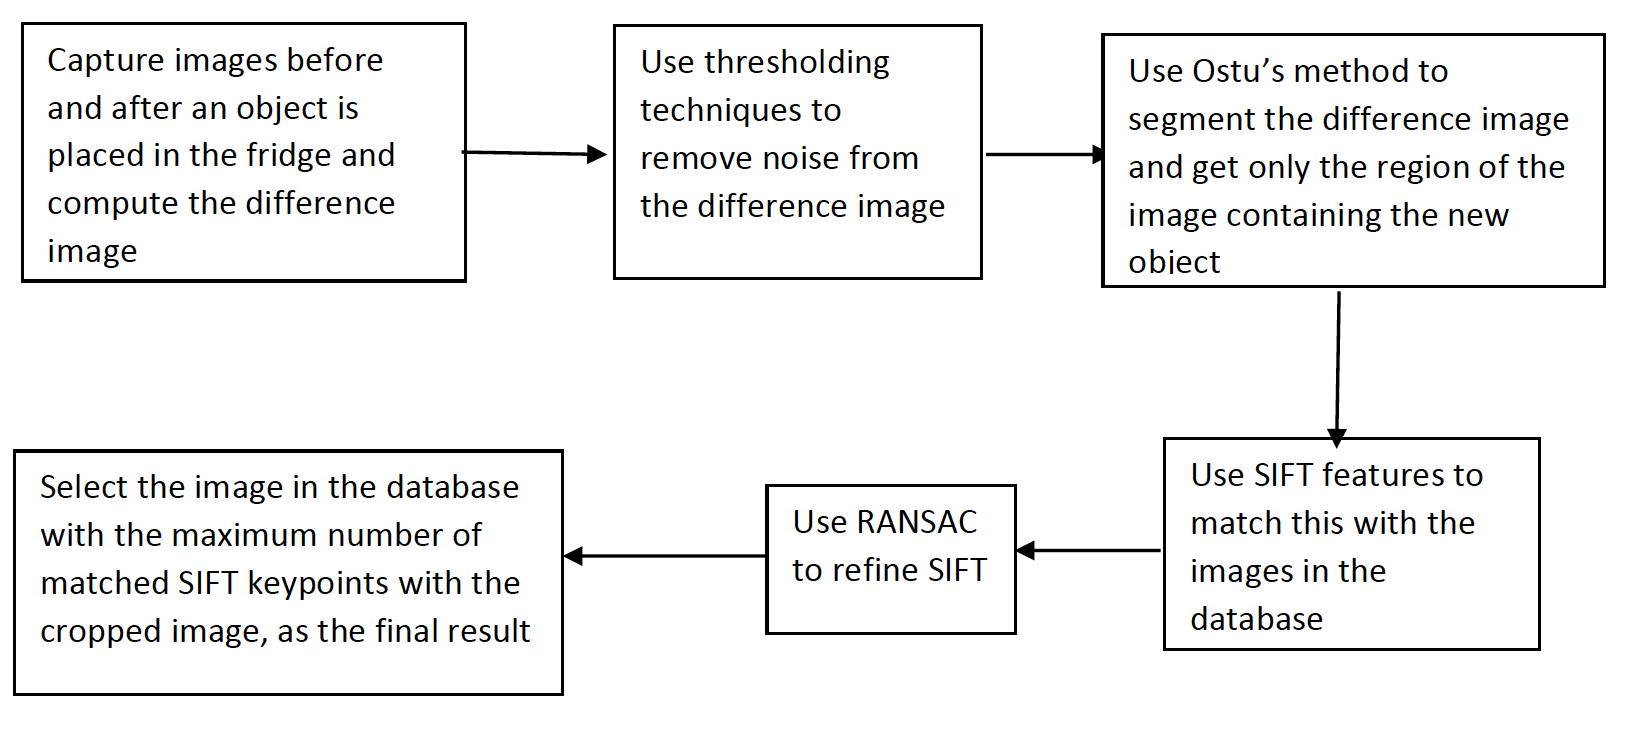 Capture images before
and after an object is
placed in the fridge and
compute the difference
image
Use thresholding
techniques to
remove noise from
the difference image
Use Ostu’s method to
segment the difference image
and get only the region of the
image containing the new
object
Use SIFT features to
match this with the
images in the
database
Use RANSAC
to refine SIFT
Select the image in the database
with the maximum number of
matched SIFT keypoints with the
cropped image, as the final result